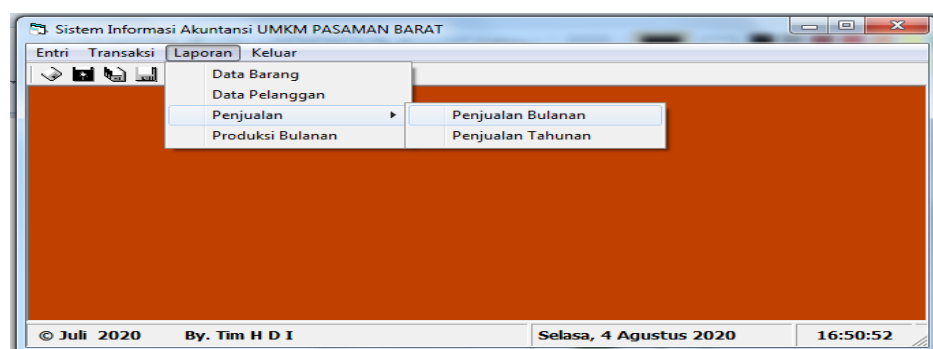 Sistem Informasi Akuntansi UMKM PASAMAN BARAT
Entri Transaksi Laporan Keluar
Data Barang
Data Pelanggan
Penjualan Penjualan Bulanan
Produksi Bulanan Penjualan Tahunan
© Juli 2020 By. Tim H D I Selasa, 4 Agustus 2020 16:50:52